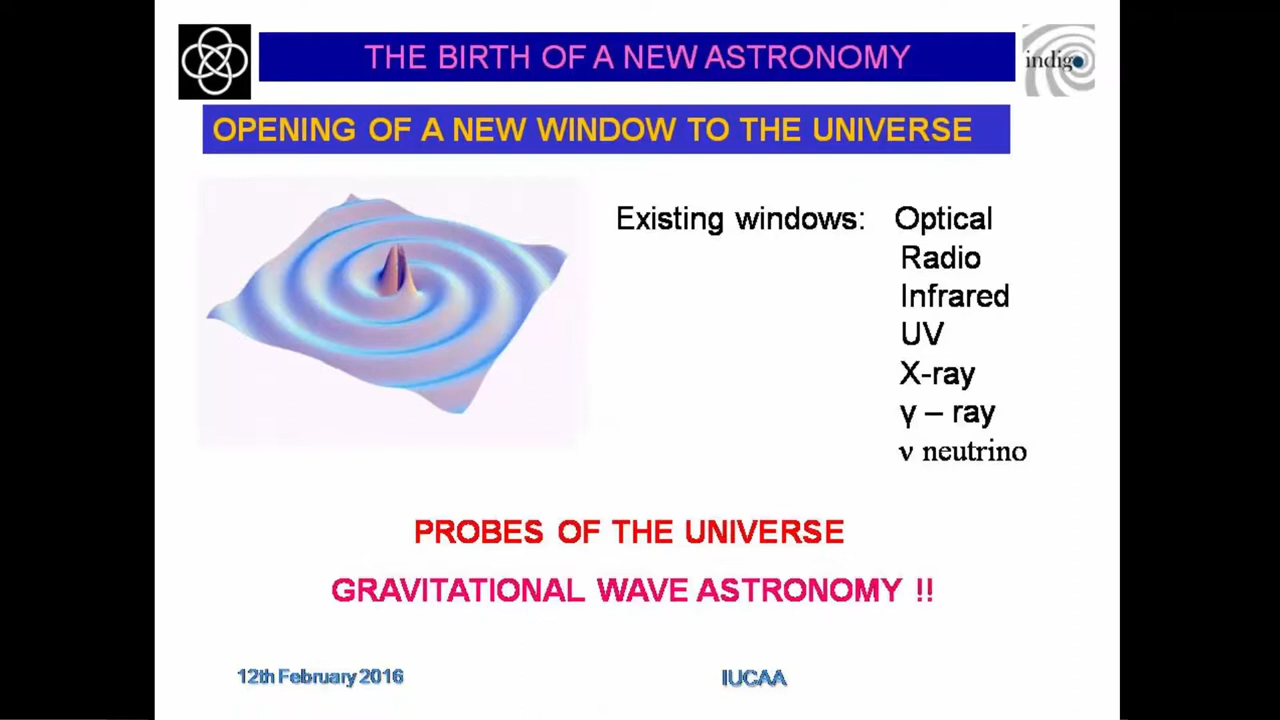 THE BIRTH OF A NEW ASTRONOMY
indigo
OPENING OF A NEW WINDOW TO THE UNIVERSE
Existing windows: Optical
Radio
Infrared
UV
X-ray
γ – ray
ν neutrino
PROBES OF THE UNIVERSE
GRAVITATIONAL WAVE ASTRONOMY !!
12th February 2016
IUCAA